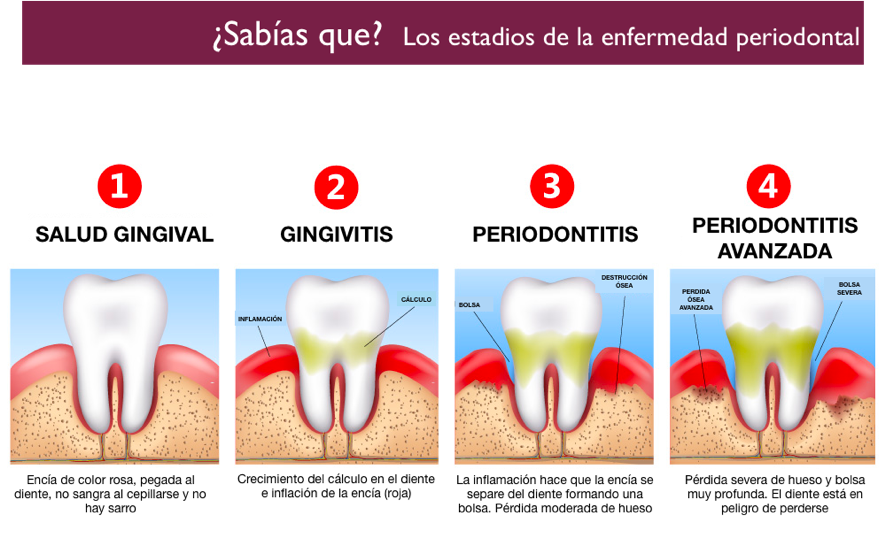 ¿Sabías que? Los estadios de la enfermedad periodontal
1
SALUD GINGIVAL
Encía de color rosa, pegada al
diente, no sangra al cepillarse y no
hay sarro
2
GINGIVITIS
INFLAMACIÓN
CÁLCULO
Crecimiento del cálculo en el diente
e inflación de la encía (roja)
3
PERIODONTITIS
BOLSA
DESTRUCCIÓN
ÓSEA
La inflamación hace que la encía se
separe del diente formando una
bolsa. Pérdida moderada de hueso
4
PERIODONTITIS
AVANZADA
PERDIDA
ÓSEA
AVANZADA
BOLSA
SEVERA
Pérdida severa de hueso y bolsa
muy profunda. El diente está en
peligro de perderse